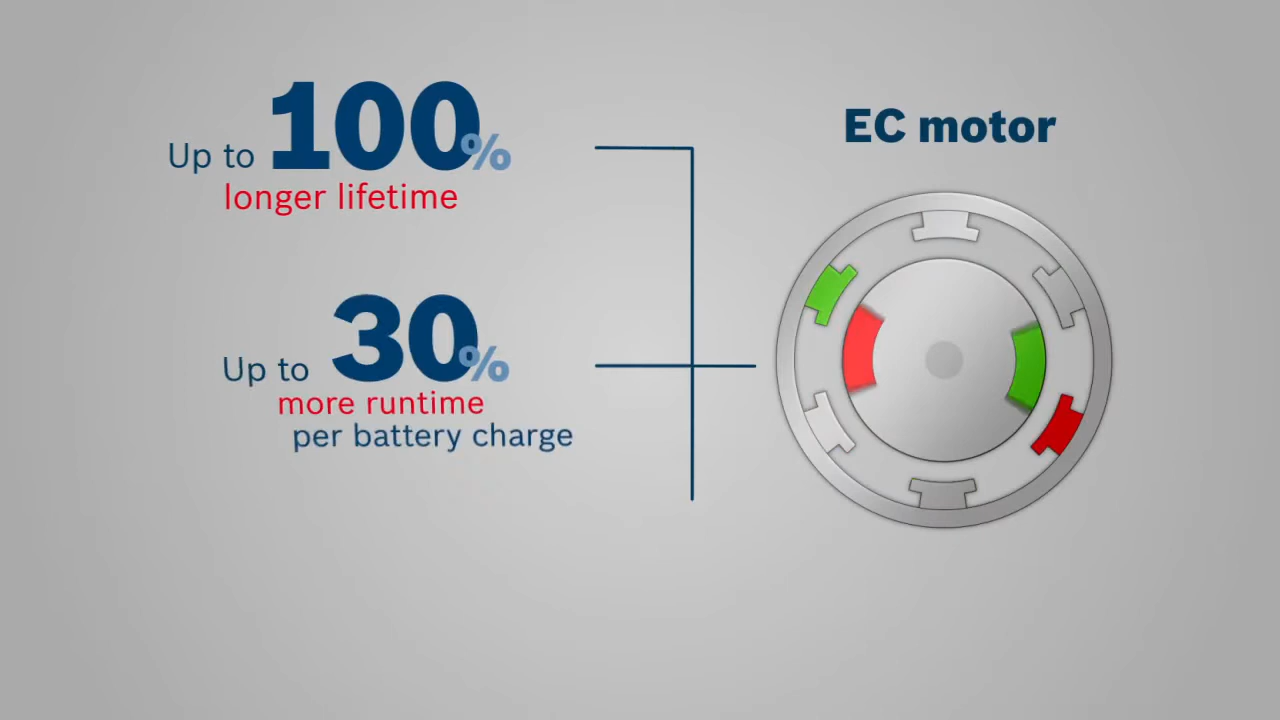 Up to 100%
longer lifetime
Up to 30%
more runtime
per battery charge
EC motor